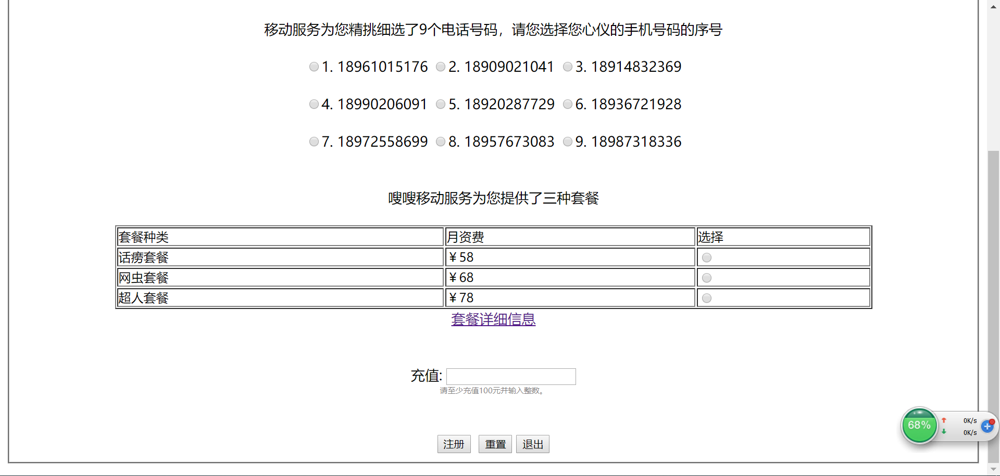 移动服务为您精挑细选了9个电话号码，请您选择您心仪的手机号码的序号
1. 18961015176 2. 18909021041 3. 18914832369
4. 18990206091 5. 18920287729 6. 18936721928
7. 18972558699 8. 18957673083 9. 18987318336
嗖嗖移动服务为您提供了三种套餐
套餐种类 月资费 选择
话痨套餐 ¥58
网虫套餐 ¥68
超人套餐 ¥78
套餐详细信息
充值:
请至少充值100元并输入整数。
68% 0K/s
0K/s
注册 重置 退出